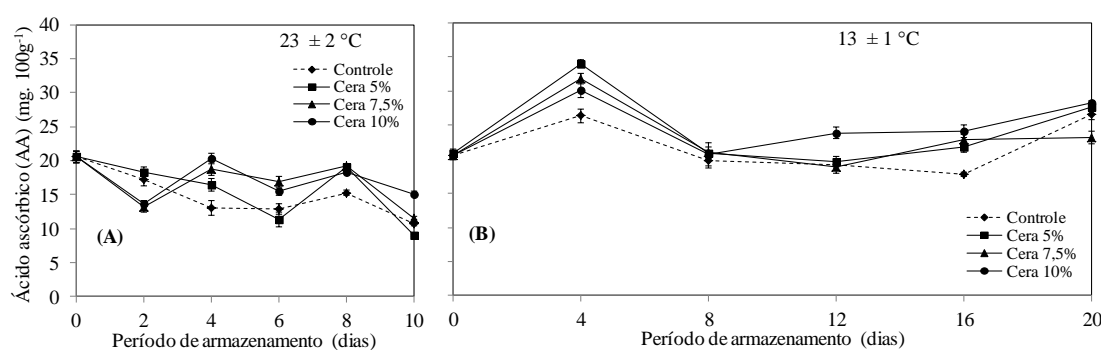 Ácido ascórbico (AA) (mg. 100g-¹)
40
35
30
25
20
15
10
5
0
23 ± 2 °C
Controle
Cera 5%
Cera 7,5%
Cera 10%
(A)
0 2 4 6 8 10
Período de armazenamento (dias)
13 ± 1 °C
Controle
Cera 5%
Cera 7,5%
Cera 10%
(B)
0 4 8 12 16 20
Período de armazenamento (dias)